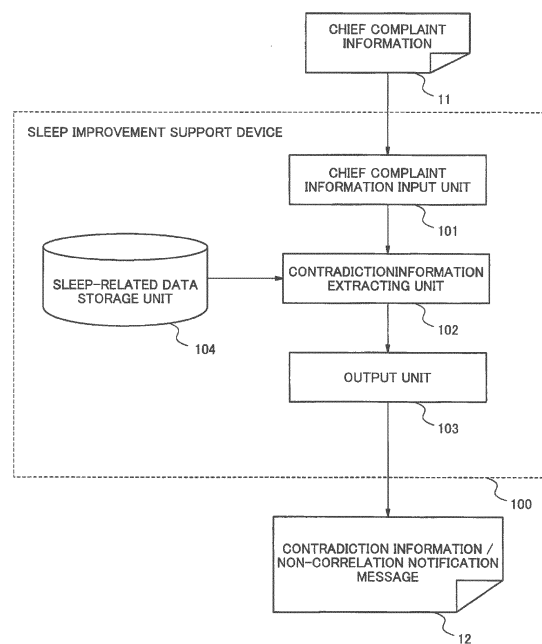 CHIEF COMPLAINT
INFORMATION
11
SLEEP IMPROVEMENT SUPPORT DEVICE
CHIEF COMPLAINT
INFORMATION INPUT UNIT
101
SLEEP-RELATED DATA
STORAGE UNIT
104
CONTRADICTIONINFORMATION
EXTRACTING UNIT
102
OUTPUT UNIT
103
100
CONTRADICTION INFORMATION /
NON-CORRELATION NOTIFICATION
MESSAGE
12